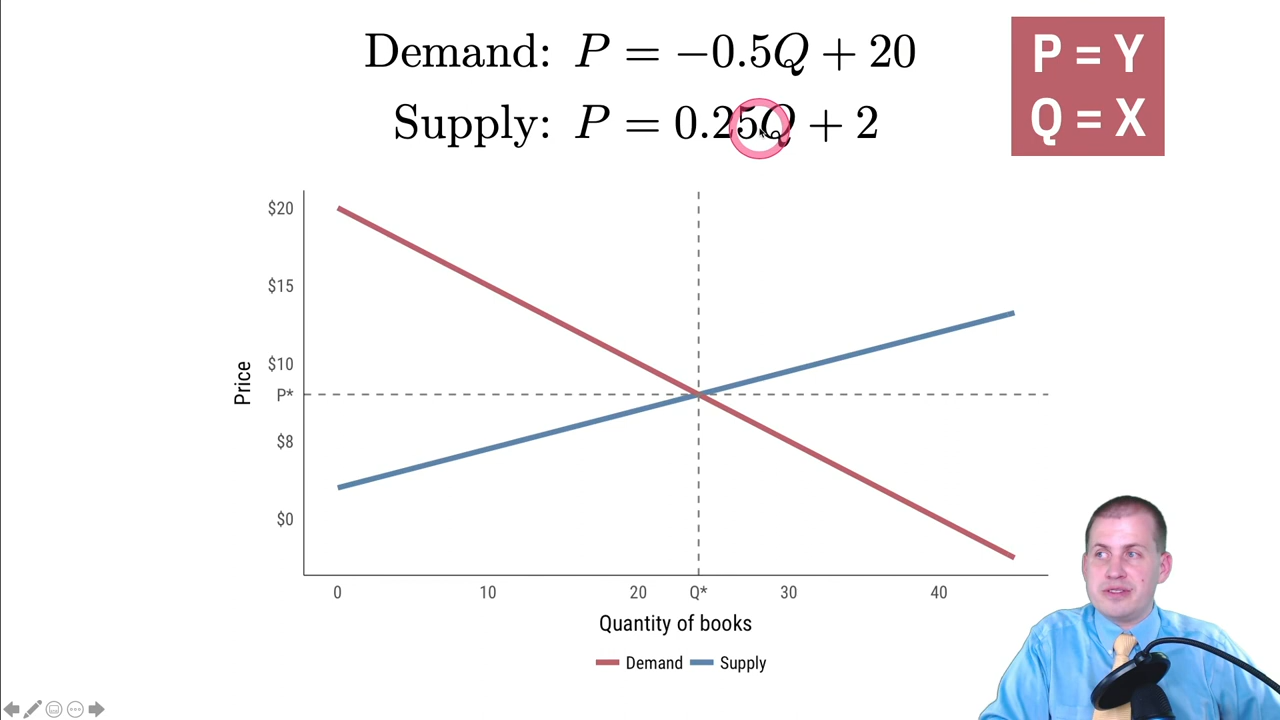 Demand: P = −0.5Q + 20
Supply: P = 0.25Q + 2
P = Y
Q = X
$20
$15
$10
P*
$8
$0
Price
0 10 20 Q* 30 40
Quantity of books
Demand Supply